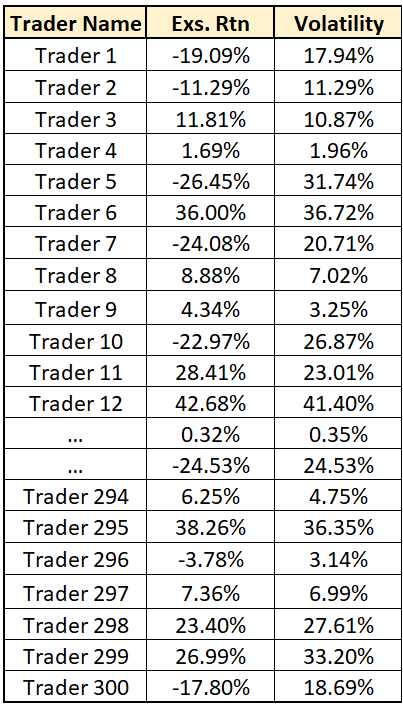 Trader Name Exs. Rtn Volatility
Trader 1 -19.09% 17.94%
Trader 2 -11.29% 11.29%
Trader 3 11.81% 10.87%
Trader 4 1.69% 1.96%
Trader 5 -26.45% 31.74%
Trader 6 36.00% 36.72%
Trader 7 -24.08% 20.71%
Trader 8 8.88% 7.02%
Trader 9 4.34% 3.25%
Trader 10 -22.97% 26.87%
Trader 11 28.41% 23.01%
Trader 12 42.68% 41.40%
... 0.32% 0.35%
... -24.53% 24.53%
Trader 294 6.25% 4.75%
Trader 295 38.26% 36.35%
Trader 296 -3.78% 3.14%
Trader 297 7.36% 6.99%
Trader 298 23.40% 27.61%
Trader 299 26.99% 33.20%
Trader 300 -17.80% 18.69%